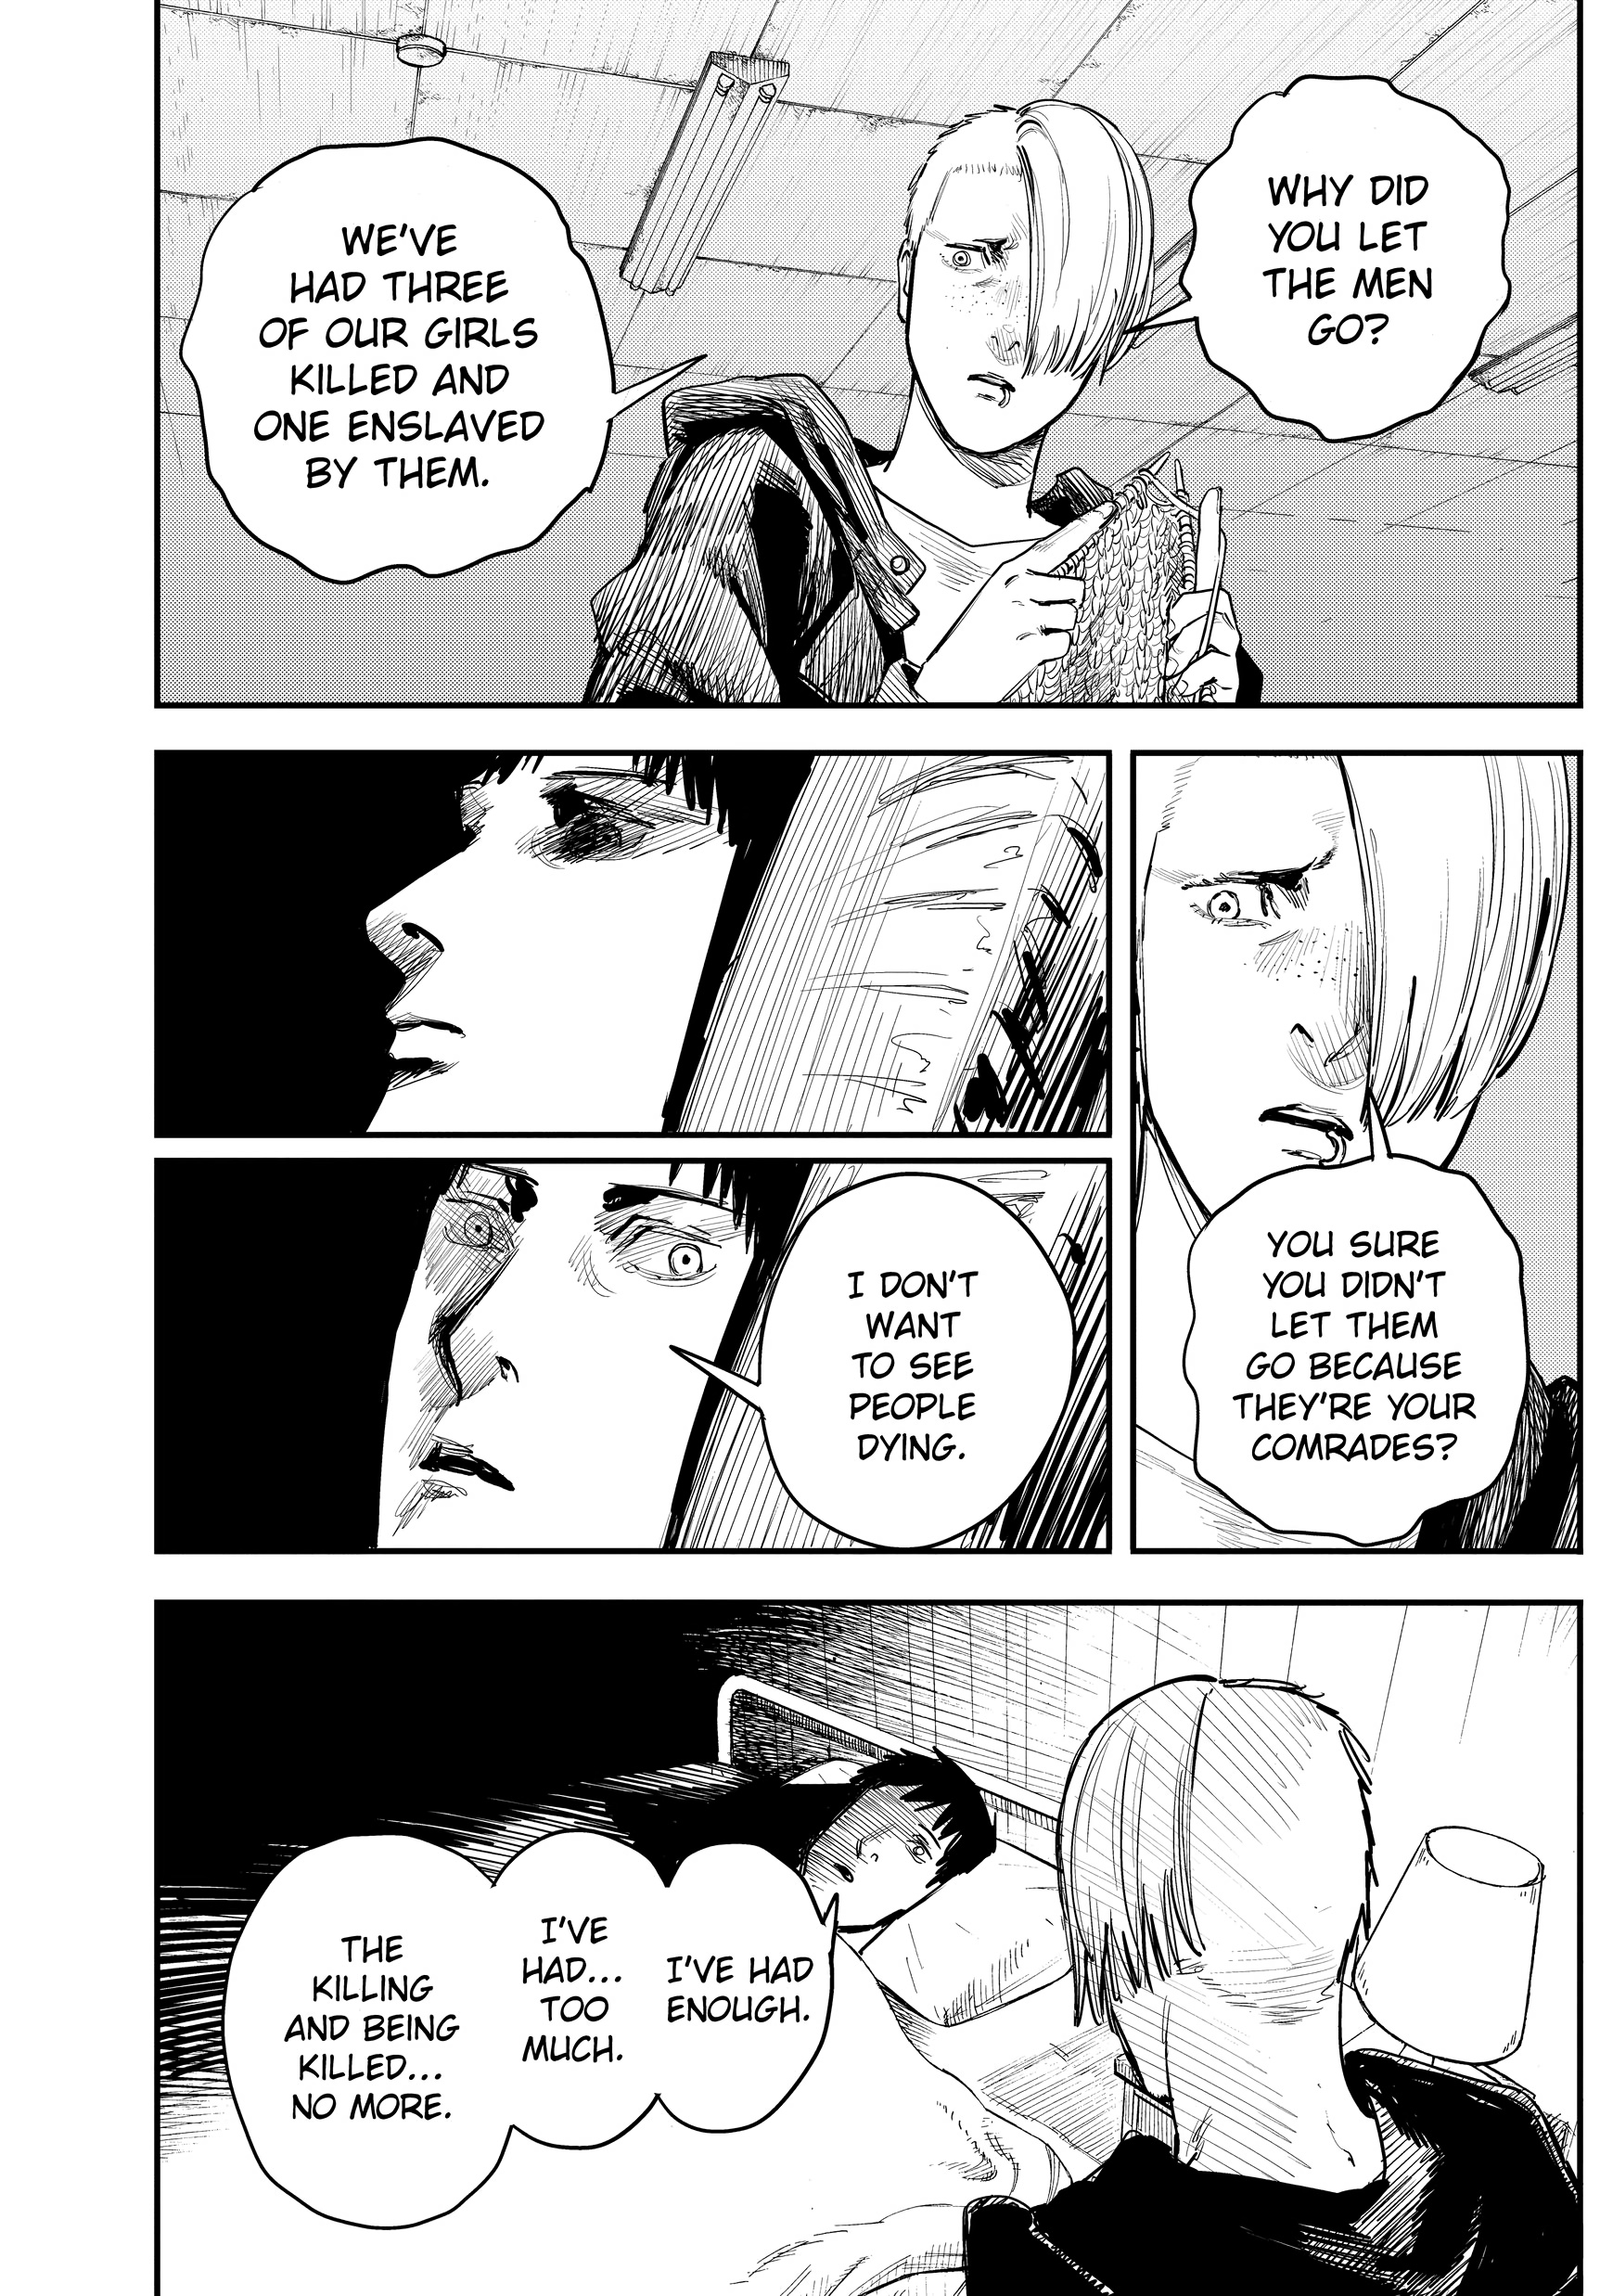 WHY DID
YOU LET
THE MEN
GO?
WE'VE
HAD THREE
OF OUR GIRLS
KILLED AND
ONE ENSLAVED
BY THEM.
YOU SURE
YOU DIDN'T
LET THEM
GO BECAUSE
THEY'RE YOUR
COMRADES?
I DON'T
WANT
TO SEE
PEOPLE
DYING.
I'VE HAD
ENOUGH.
I'VE
HAD...
TOO
MUCH.
THE
KILLING
AND BEING
KILLED...
NO MORE.